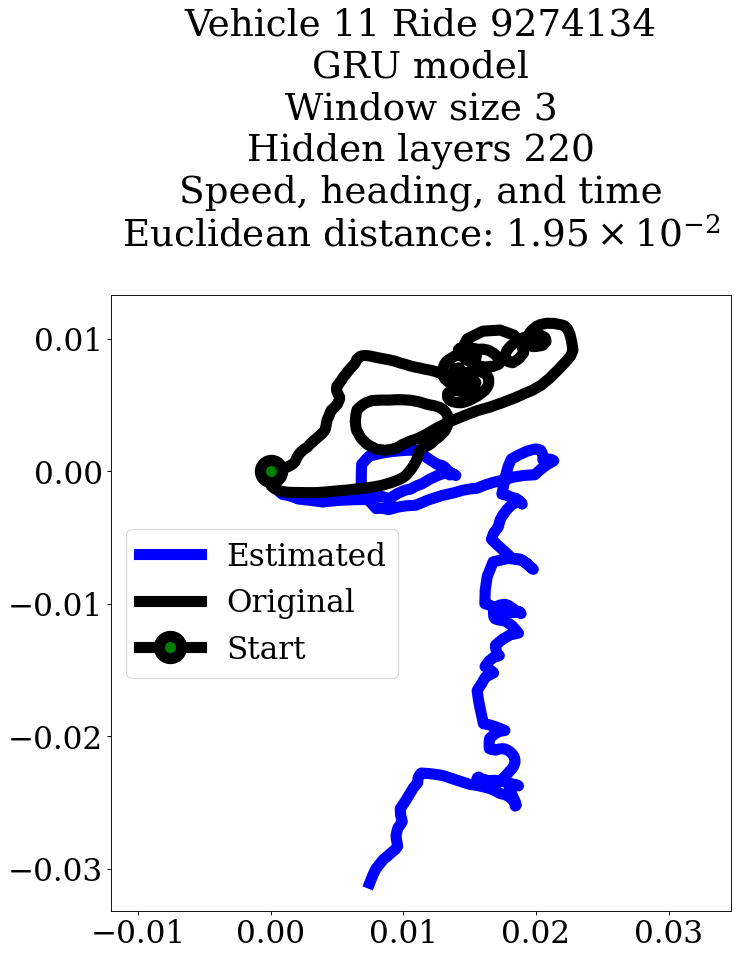 Vehicle 11 Ride 9274134
GRU model
Window size 3
Hidden layers 220
Speed, heading, and time
Euclidean distance: 1.95 × 10⁻²
0.01
0.00
−0.01
−0.02
−0.03
Estimated
Original
Start
−0.01 0.00 0.01 0.02 0.03